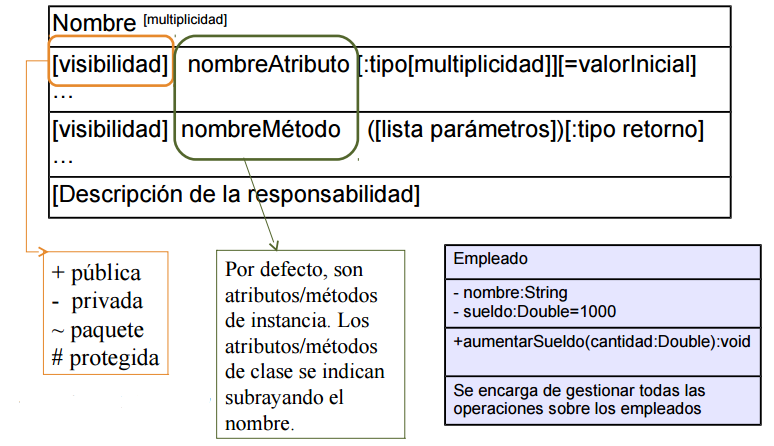 Nombre [multiplicidad]
[visibilidad] nombreAtributo [:tipo[multiplicidad]][=valorInicial]
...
[visibilidad] nombreMétodo ([lista parámetros])[:tipo retorno]
...
[Descripción de la responsabilidad]
+ pública
- privada
~ paquete
# protegida
Por defecto, son
atributos/métodos
de instancia. Los
atributos/métodos
de clase se indican
subrayando el
nombre.
Empleado
- nombre:String
- sueldo:Double=1000
+aumentarSueldo(cantidad:Double):void
Se encarga de gestionar todas las
operaciones sobre los empleados